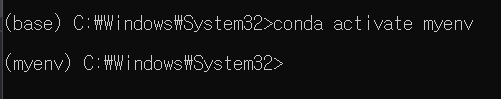 (base) C:₩Windows₩System32>conda activate myenv
(myenv) C:₩Windows₩System32>